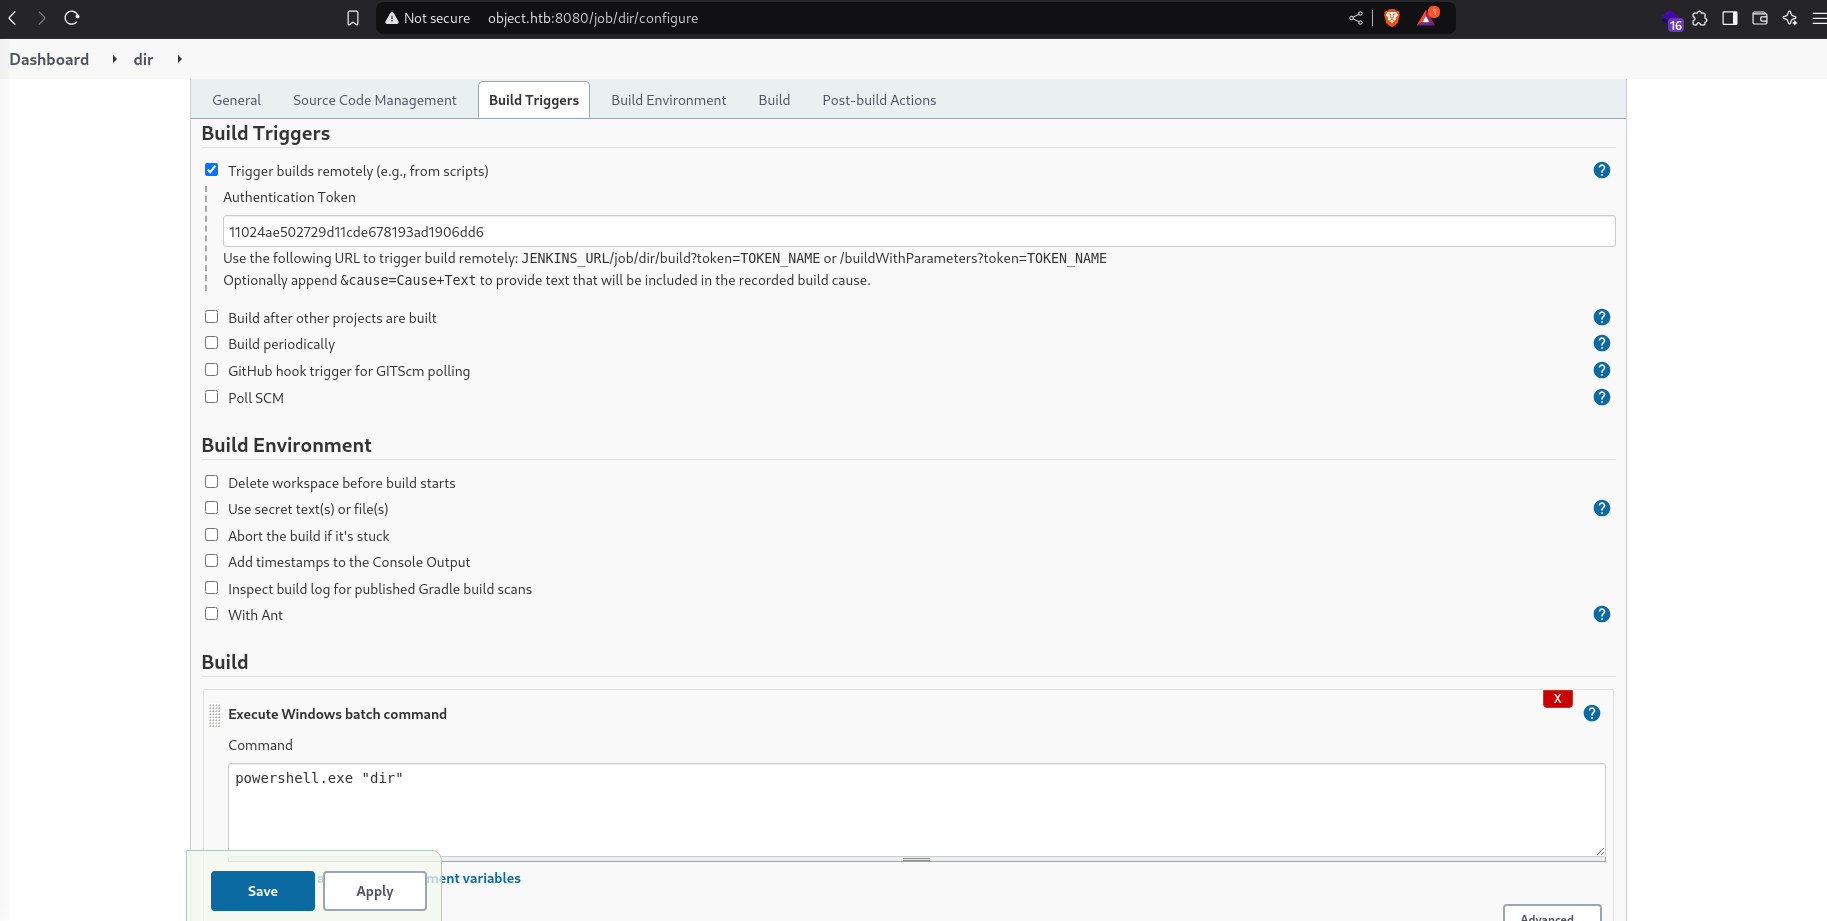 Not secure object.htb:8080/job/dir/configure
1
16
Dashboard dir
General Source Code Management Build Triggers Build Environment Build Post-build Actions
Build Triggers
Trigger builds remotely (e.g., from scripts)
?
Authentication Token
11024ae502729d11cde678193ad1906dd6
Use the following URL to trigger build remotely: JENKINS_URL/job/dir/build?token=TOKEN_NAME or /buildWithParameters?token=TOKEN_NAME
Optionally append &cause=Cause+Text to provide text that will be included in the recorded build cause.
Build after other projects are built
?
Build periodically
?
GitHub hook trigger for GITScm polling
?
Poll SCM
?
Build Environment
Delete workspace before build starts
Use secret text(s) or file(s)
?
Abort the build if it's stuck
Add timestamps to the Console Output
Inspect build log for published Gradle build scans
With Ant
?
Build
X
Execute Windows batch command
?
Command
powershell.exe "dir"
ment variables
Save Apply
Advanced